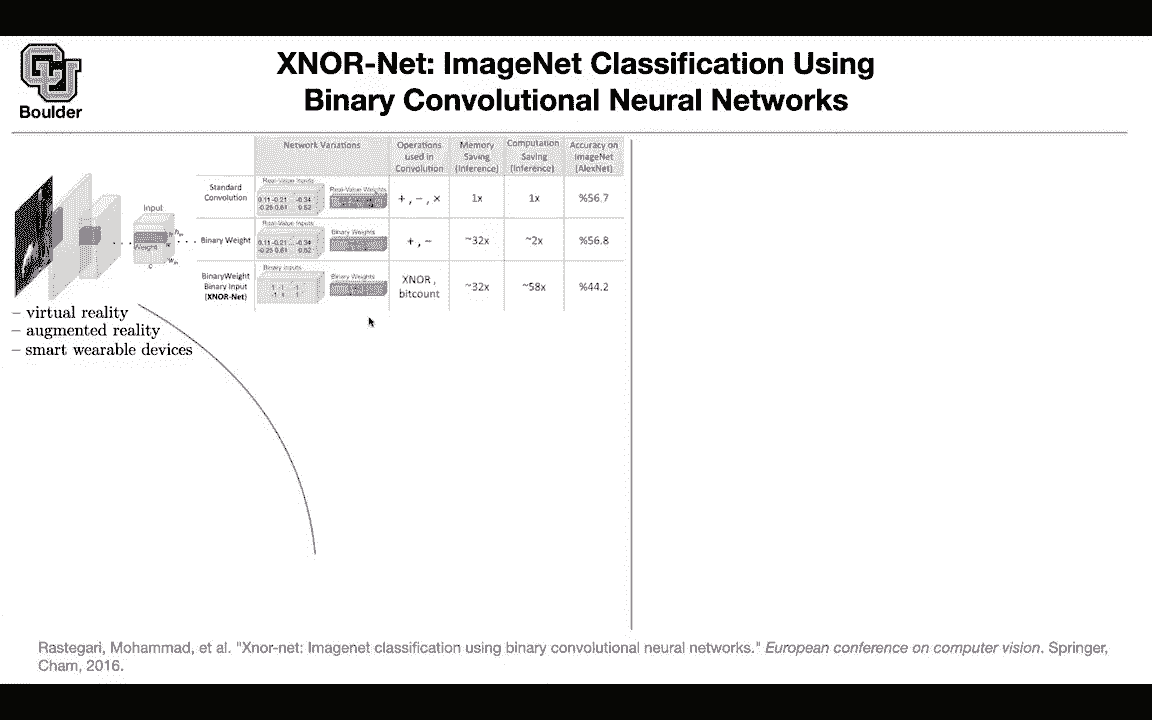 XNOR-Net: ImageNet Classification Using
Binary Convolutional Neural Networks
Boulder
Network Variations
Operations
used in
Convolution
Memory
Saving
(Inference)
Computation
Saving
(Inference)
Accuracy on
ImageNet
(AlexNet)
Standard
Convolution
Real-Value Inputs
0.11 -0.21 ... -0.34
-0.25 0.61 ... 0.52
Real-Value Weights
+ , − , ×
1x
1x
%56.7
Binary Weight
Real-Value Inputs
0.11 -0.21 ... -0.34
-0.25 0.61 ... 0.52
Binary Weights
+ , −
~32x
~2x
%56.8
BinaryWeight
Binary Input
(XNOR-Net)
Binary Inputs
Binary Weights
XNOR ,
bitcount
~32x
~58x
%44.2
Input
Weight
c
– virtual reality
– augmented reality
– smart wearable devices
Rastegari, Mohammad, et al. "Xnor-net: Imagenet classification using binary convolutional neural networks." European conference on computer vision. Springer,
Cham, 2016.